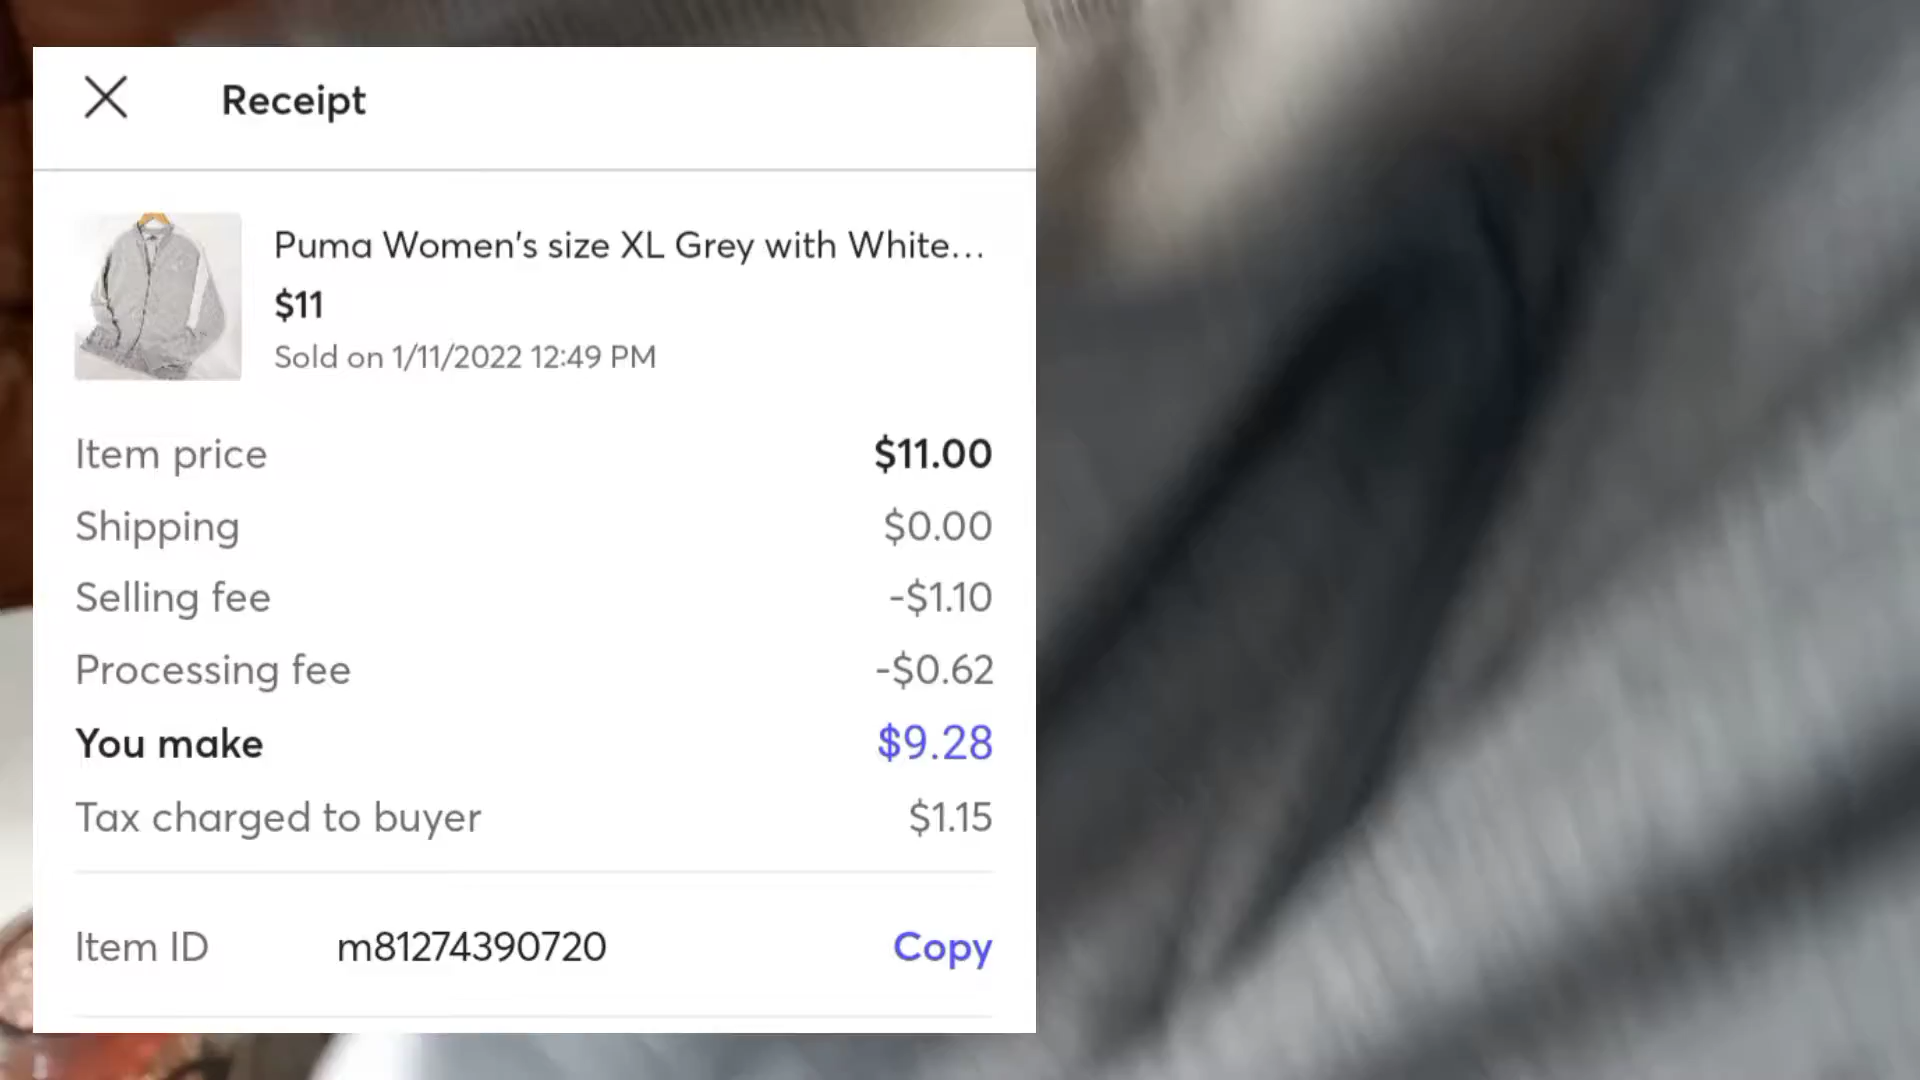 Receipt
Puma Women's size XL Grey with White...
$11
Sold on 1/11/2022 12:49 PM
Item price $11.00
Shipping $0.00
Selling fee -$1.10
Processing fee -$0.62
You make $9.28
Tax charged to buyer $1.15
Item ID m81274390720 Copy